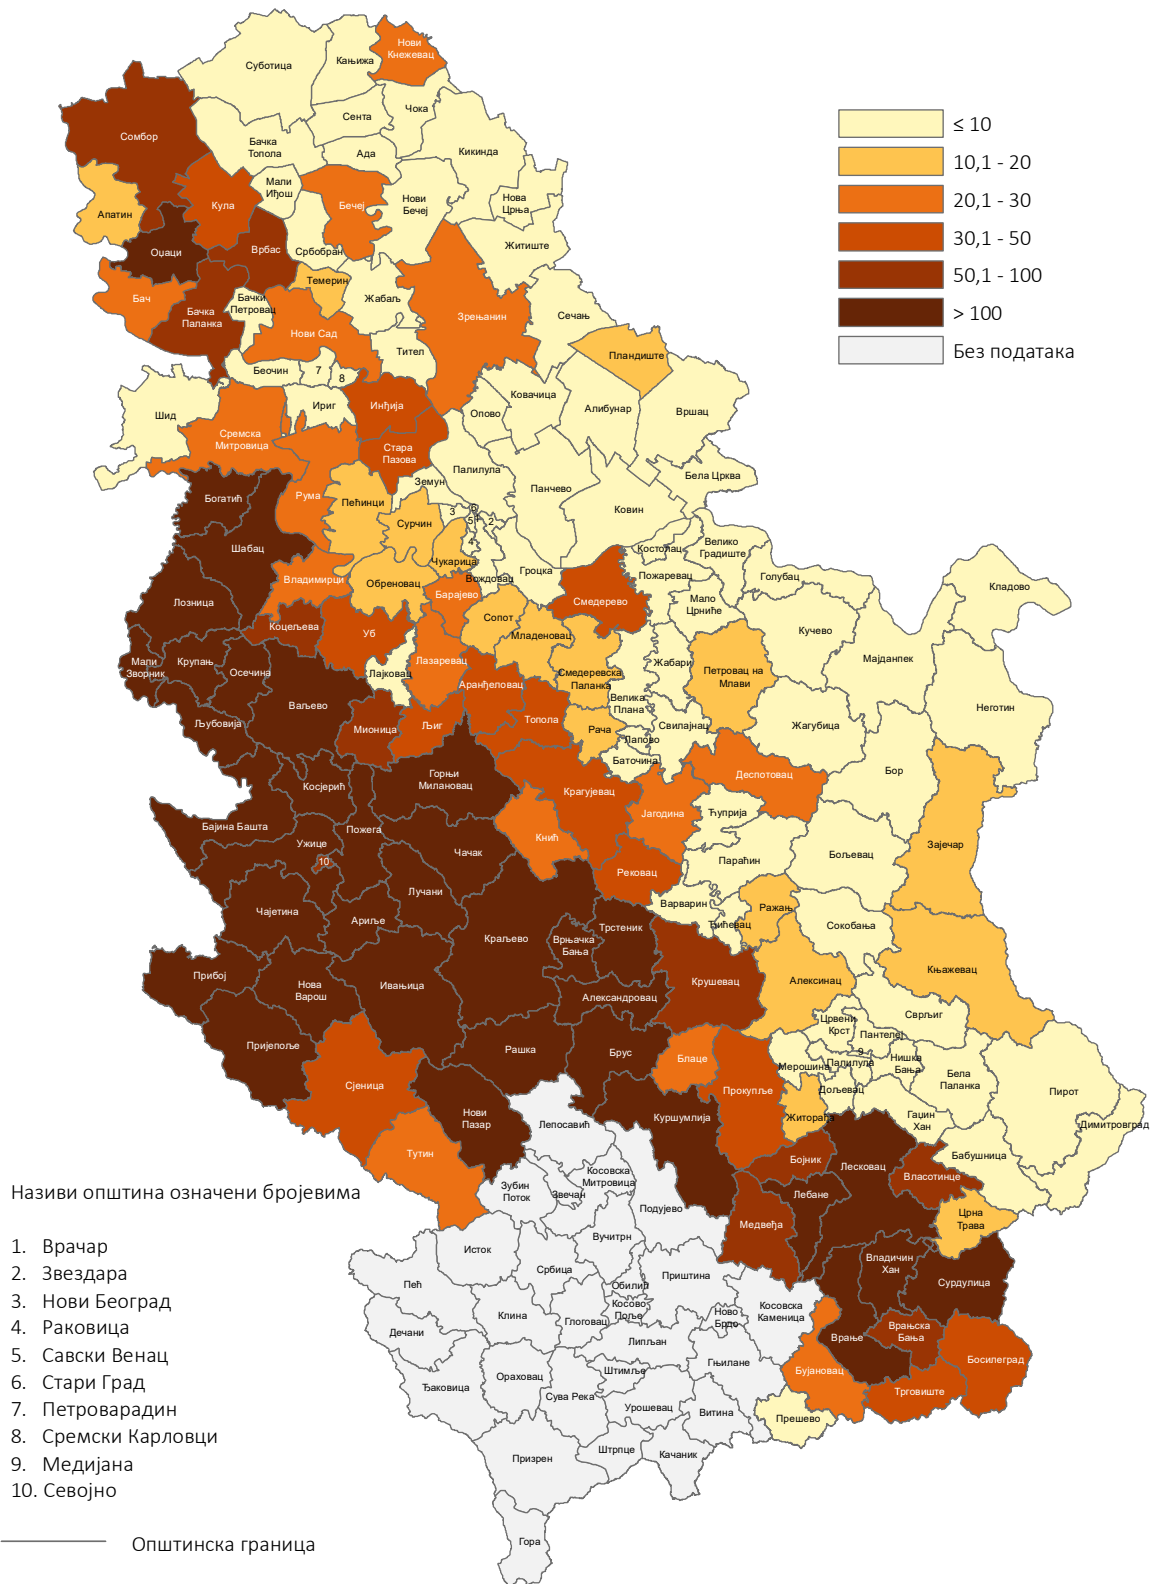 Нови
Кнежевац
Суботица
Кањижа
Чока
Сента
Сомбор
Бачка
Топола
Ада
Кикинда
Мали
Иђош
Нова
Црња
Апатин
Кула
Бечеј
Нови
Бечеј
Оџаци
Врбас
Србобран
Житиште
Бач
Темерин
Бачки
Петровац
Жабаљ
Бачка
Паланка
Нови Сад
Зрењанин
Сечањ
Тител
Пландиште
Беочин
7
8
Шид
Ириг
Инђија
Ковачица
Опово
Алибунар
Вршац
Сремска
Митровица
Стара
Пазова
Палилула
Бела Црква
Земун
Панчево
Богатић
Рума
Пећинци
Сурчин
3
6
5
1
2
4
Ковин
Шабац
Чукарица
Костолац
Велико
Градиште
Владимирци
Обреновац
Вождовац
Гроцка
Пожаревац
Голубац
Кладово
Лозница
Барајево
Смедерево
Мало
Црниће
Коцељева
Уб
Сопот
Младеновац
Кучево
Мајданпек
Мали
Зворник
Крупањ
Осечина
Лајковац
Лазаревац
Аранђеловац
Смедеревска
Паланка
Жабари
Петровац на
Млави
Љубовија
Ваљево
Мионица
Љиг
Топола
Рача
Велика
Плана
Свилајнац
Жагубица
Неготин
Лапово
Баточина
Косјерић
Горњи
Милановац
Крагујевац
Деспотовац
Бор
Бајина Башта
Пожега
Ужице
10
Кнић
Јагодина
Ћуприја
Чачак
Рековац
Параћин
Бољевац
Зајечар
Лучани
Чајетина
Ариље
Варварин
Ћићевац
Ражањ
Сокобања
Краљево
Врњачка
Бања
Трстеник
Прибој
Нова
Варош
Ивањица
Крушевац
Алексинац
Књажевац
Александровац
Пријепоље
Рашка
Брус
Блаце
Црвени
Крст
Пантелеј
Сврљиг
9
Сјеница
Мерошина
Палилула
Нишка
Бања
Бела
Паланка
Пирот
Прокупље
Дољевац
Нови
Пазар
Лепосавић
Куршумлија
Житорађа
Гаџин
Хан
Димитровград
Тутин
Зубин
Поток
Звечан
Косовска
Митровица
Бојник
Лесковац
Власотинце
Бабушница
Подујево
Медвеђа
Лебане
Црна
Трава
Исток
Вучитрн
Србица
Приштина
Владичин
Хан
Сурдулица
Пећ
Обилић
Косово
Поље
Клина
Глоговац
Ново
Брдо
Косовска
Каменица
Врање
Врањска
Бања
Босилеград
Дечани
Липљан
Гњилане
Бујановац
Трговиште
Ђаковица
Ораховац
Штимље
Сува Река
Урошевац
Витина
Прешево
Призрен
Штрпце
Качаник
Гора
≤ 10
10,1 - 20
20,1 - 30
30,1 - 50
50,1 - 100
> 100
Без података
Називи општина означени бројевима
1. Врачар
2. Звездара
3. Нови Београд
4. Раковица
5. Савски Венац
6. Стари Град
7. Петроварадин
8. Сремски Карловци
9. Медијана
10. Севојно
Општинска граница